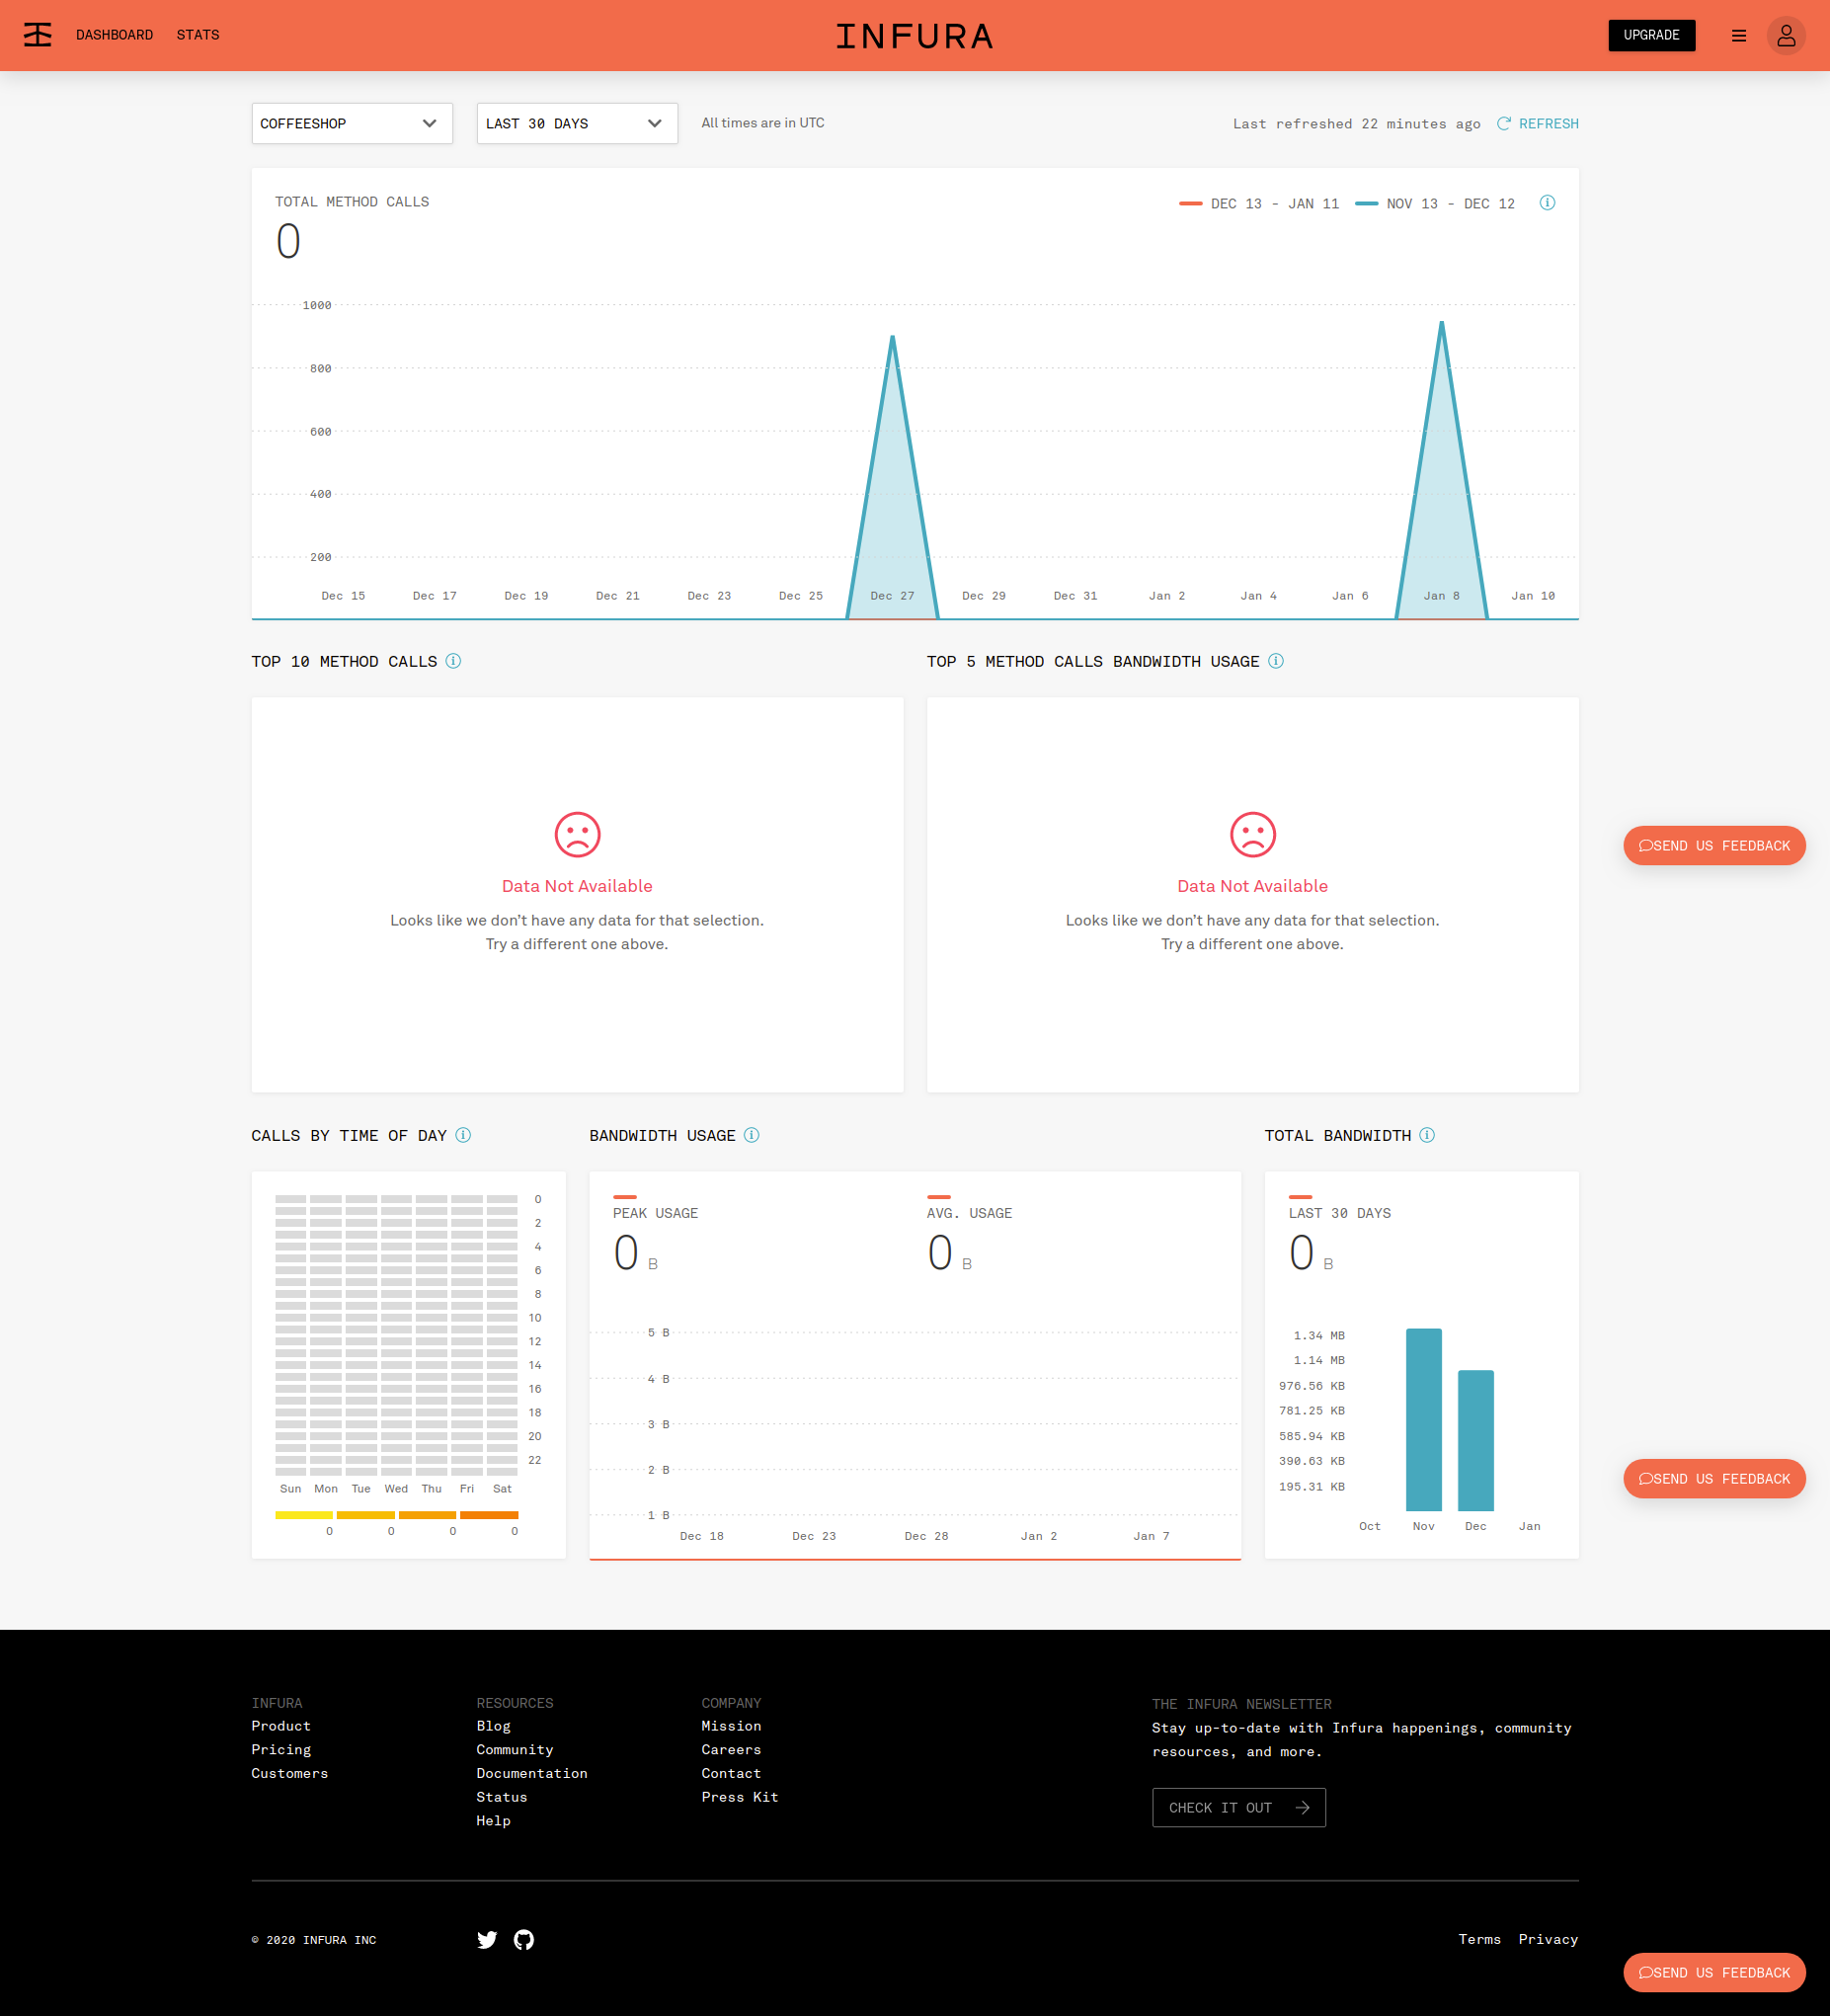 DASHBOARD STATS INFURA UPGRADE
COFFEESHOP LAST 30 DAYS All times are in UTC Last refreshed 22 minutes ago REFRESH
TOTAL METHOD CALLS DEC 13 - JAN 11 NOV 13 - DEC 12
0
1000
800
600
400
200
Dec 15 Dec 17 Dec 19 Dec 21 Dec 23 Dec 25 Dec 27 Dec 29 Dec 31 Jan 2 Jan 4 Jan 6 Jan 8 Jan 10
TOP 10 METHOD CALLS
Data Not Available
Looks like we don’t have any data for that selection.
Try a different one above.
TOP 5 METHOD CALLS BANDWIDTH USAGE
Data Not Available
Looks like we don’t have any data for that selection.
Try a different one above.
SEND US FEEDBACK
CALLS BY TIME OF DAY
0
2
4
6
8
10
12
14
16
18
20
22
Sun Mon Tue Wed Thu Fri Sat
0 0 0 0
BANDWIDTH USAGE
PEAK USAGE AVG. USAGE
0 B 0 B
5 B
4 B
3 B
2 B
1 B
Dec 18 Dec 23 Dec 28 Jan 2 Jan 7
TOTAL BANDWIDTH
LAST 30 DAYS
0 B
1.34 MB
1.14 MB
976.56 KB
781.25 KB
585.94 KB
390.63 KB
195.31 KB
Oct Nov Dec Jan
SEND US FEEDBACK
INFURA
Product
Pricing
Customers
RESOURCES
Blog
Community
Documentation
Status
Help
COMPANY
Mission
Careers
Contact
Press Kit
THE INFURA NEWSLETTER
Stay up-to-date with Infura happenings, community
resources, and more.
CHECK IT OUT
© 2020 INFURA INC
Terms Privacy
SEND US FEEDBACK